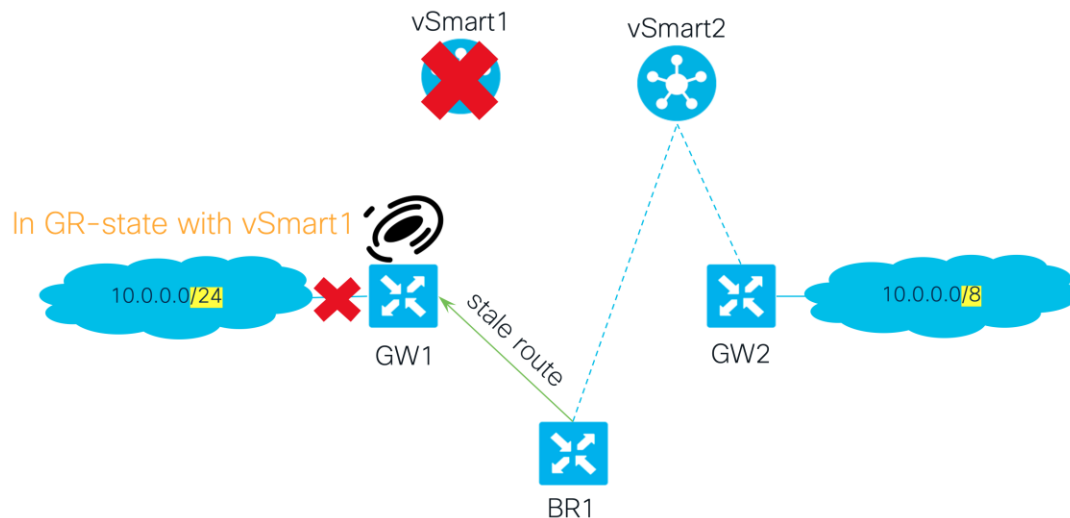 vSmart1
vSmart2
In GR-state with vSmart1
10.0.0.0/24
10.0.0.0/8
GW1
stale route
GW2
BR1